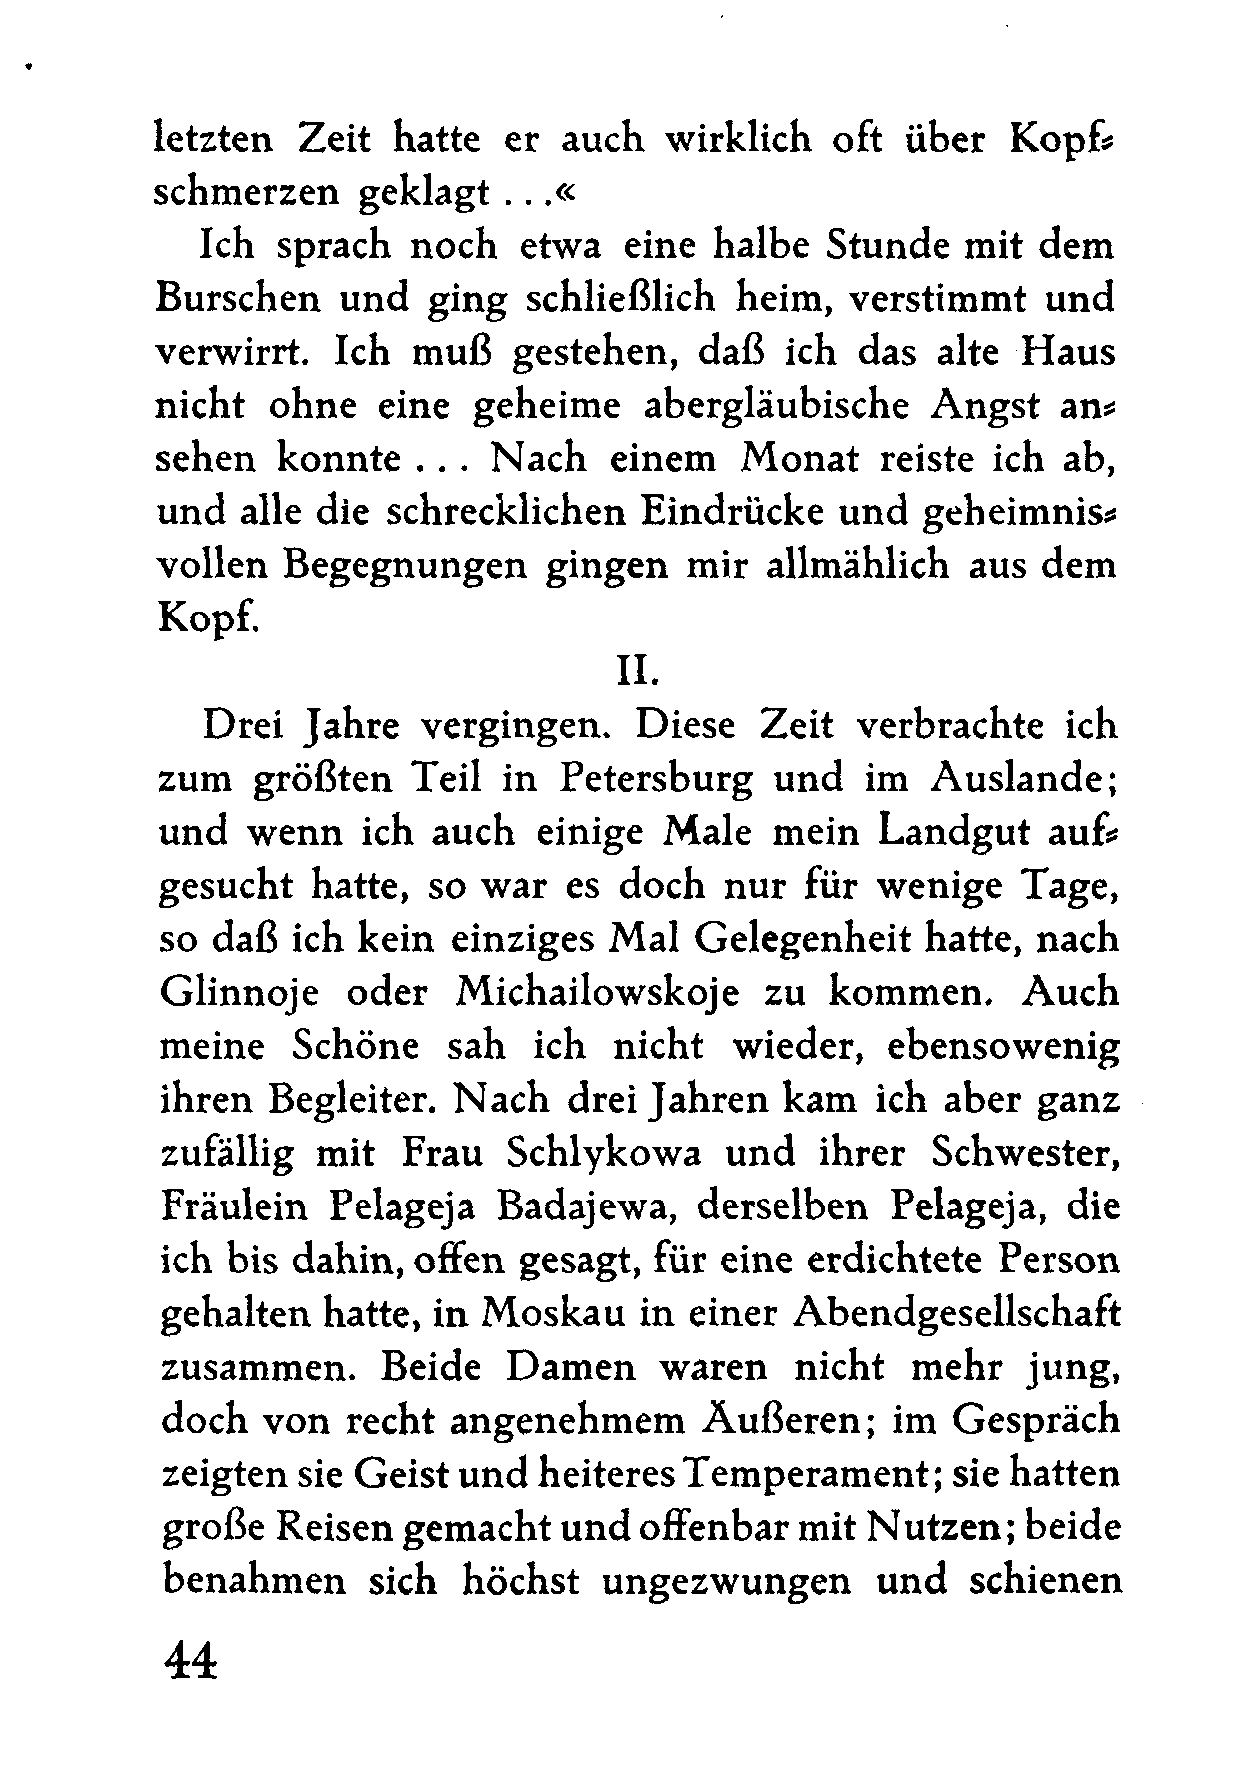 letzten Zeit hatte er auch wirklich oft über Kopf⸗
schmerzen geklagt . . .«
Ich sprach noch etwa eine halbe Stunde mit dem
Burschen und ging schließlich heim, verstimmt und
verwirrt. Ich muß gestehen, daß ich das alte Haus
nicht ohne eine geheime abergläubische Angst an⸗
sehen konnte . . . Nach einem Monat reiste ich ab,
und alle die schrecklichen Eindrücke und geheimnis⸗
vollen Begegnungen gingen mir allmählich aus dem
Kopf.
II.
Drei Jahre vergingen. Diese Zeit verbrachte ich
zum größten Teil in Petersburg und im Auslande;
und wenn ich auch einige Male mein Landgut auf⸗
gesucht hatte, so war es doch nur für wenige Tage,
so daß ich kein einziges Mal Gelegenheit hatte, nach
Glinnoje oder Michailowskoje zu kommen. Auch
meine Schöne sah ich nicht wieder, ebensowenig
ihren Begleiter. Nach drei Jahren kam ich aber ganz
zufällig mit Frau Schlykowa und ihrer Schwester,
Fräulein Pelageja Badajewa, derselben Pelageja, die
ich bis dahin, offen gesagt, für eine erdichtete Person
gehalten hatte, in Moskau in einer Abendgesellschaft
zusammen. Beide Damen waren nicht mehr jung,
doch von recht angenehmem Äußeren; im Gespräch
zeigten sie Geist und heiteres Temperament; sie hatten
große Reisen gemacht und offenbar mit Nutzen; beide
benahmen sich höchst ungezwungen und schienen
44